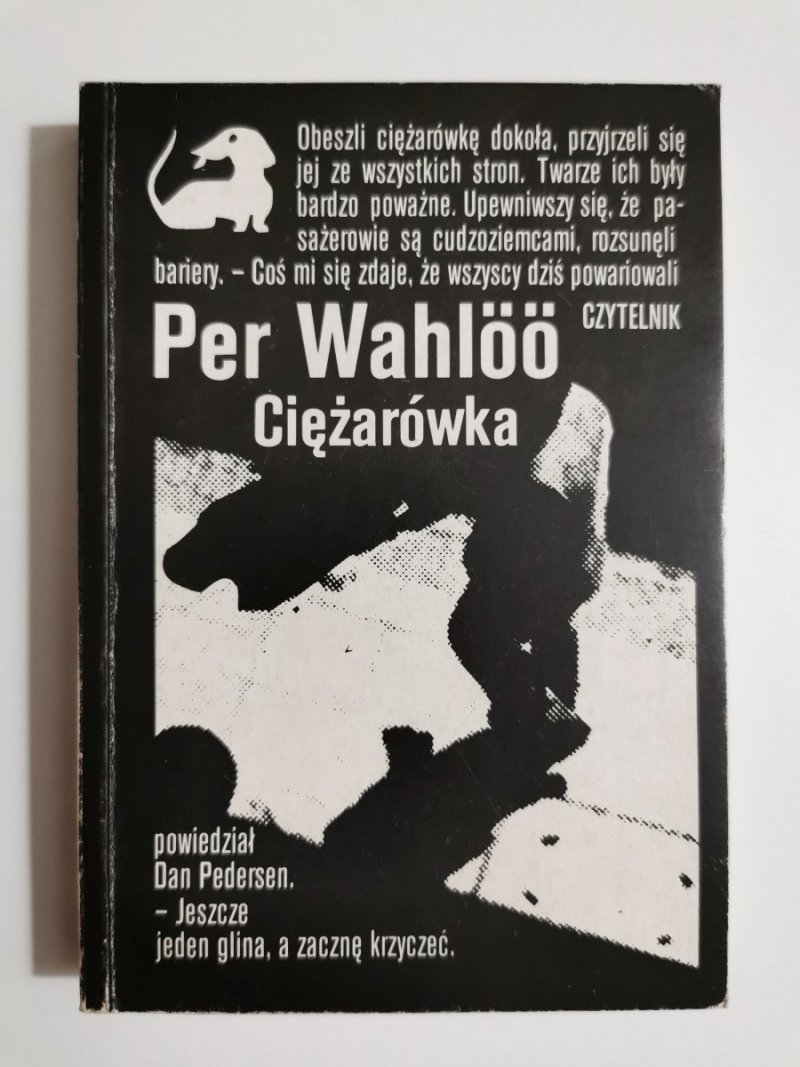 Obeszli ciężarówkę dokoła, przyjrzeli się
jej ze wszystkich stron. Twarze ich były
bardzo poważne. Upewniwszy się, że pa-
sażerowie są cudzoziemcami, rozsunęli
bariery. – Coś mi się zdaje, że wszyscy dziś powariowali
CZYTELNIK
Per Wahlöö
Ciężarówka
powiedział
Dan Pedersen.
– Jeszcze
jeden glina, a zacznę krzyczeć.